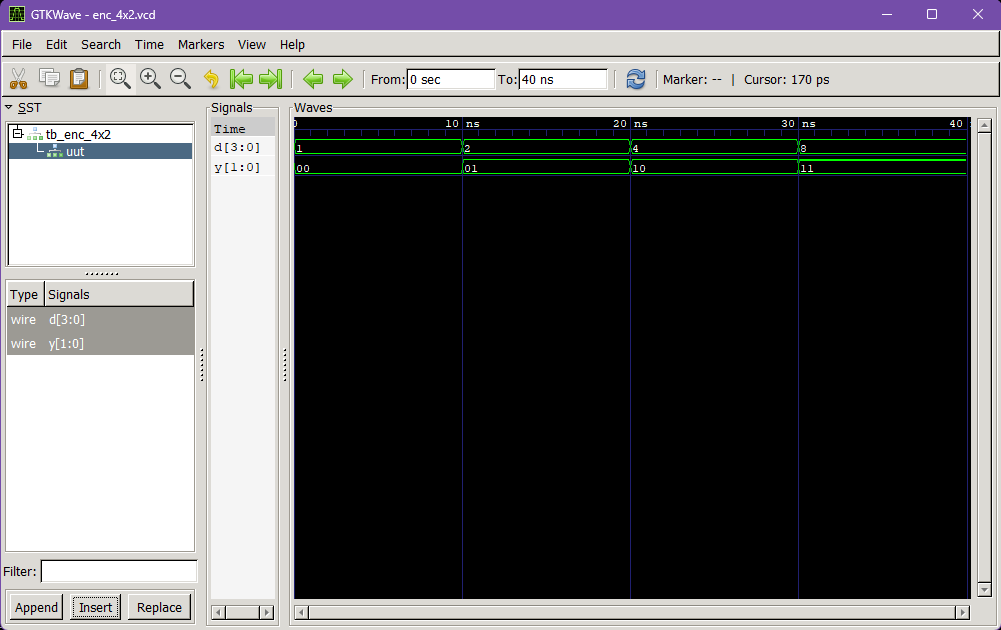 GTKWave - enc_4x2.vcd
File Edit Search Time Markers View Help
From: 0 sec To: 40 ns Marker: -- | Cursor: 170 ps
SST
tb_enc_4x2
uut
Type Signals
wire d[3:0]
wire y[1:0]
Filter:
Append Insert Replace
Signals
Time
d[3:0]
y[1:0]
Waves
10 ns 20 ns 30 ns 40
1 2 4 8
00 01 10 11